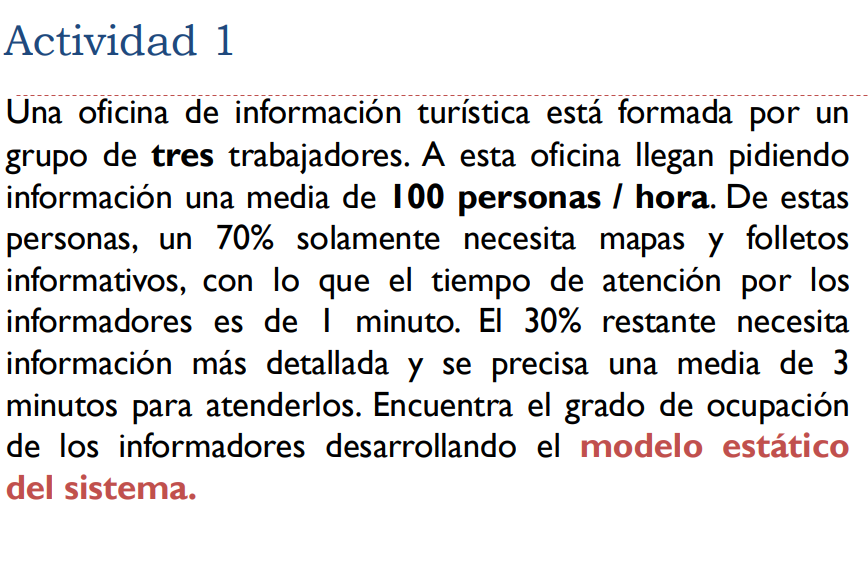 Actividad 1
Una oficina de información turística está formada por un
grupo de tres trabajadores. A esta oficina llegan pidiendo
información una media de 100 personas / hora. De estas
personas, un 70% solamente necesita mapas y folletos
informativos, con lo que el tiempo de atención por los
informadores es de 1 minuto. El 30% restante necesita
información más detallada y se precisa una media de 3
minutos para atenderlos. Encuentra el grado de ocupación
de los informadores desarrollando el modelo estático
del sistema.